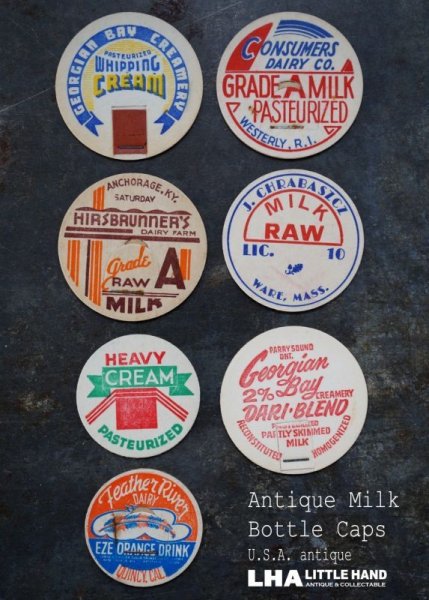 GEORGIAN BAY CREAMERY
PASTEURIZED
WHIPPING
CREAM
CONSUMERS
DAIRY CO.
GRADE A MILK
PASTEURIZED
WESTERLY, R.I.
ANCHORAGE, KY.
SATURDAY
HIRSBRUNNER'S
DAIRY FARM
Grade A
RAW
MILK
J. CHRABASZCZ
MILK
RAW
LIC. 10
WARE, MASS.
HEAVY
CREAM
PASTEURIZED
PARRY SOUND
ONT.
Georgian
2% Bay
CREAMERY
DARI-BLEND
PASTEURIZED
PARTLY SKIMMED
MILK
RECONSTITUTED HOMOGENIZED
Feather River
DAIRY
EZE ORANGE DRINK
QUINCY, CAL.
Antique Milk
Bottle Caps
U.S.A. antique
LHA LITTLE HAND
ANTIQUE & COLLECTABLE